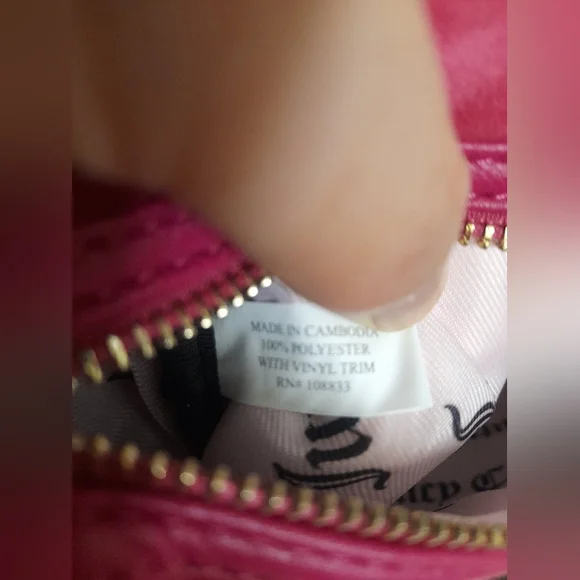 MADE IN CAMBODIA
100% POLYESTER
WITH VINYL TRIM
RN# 108833